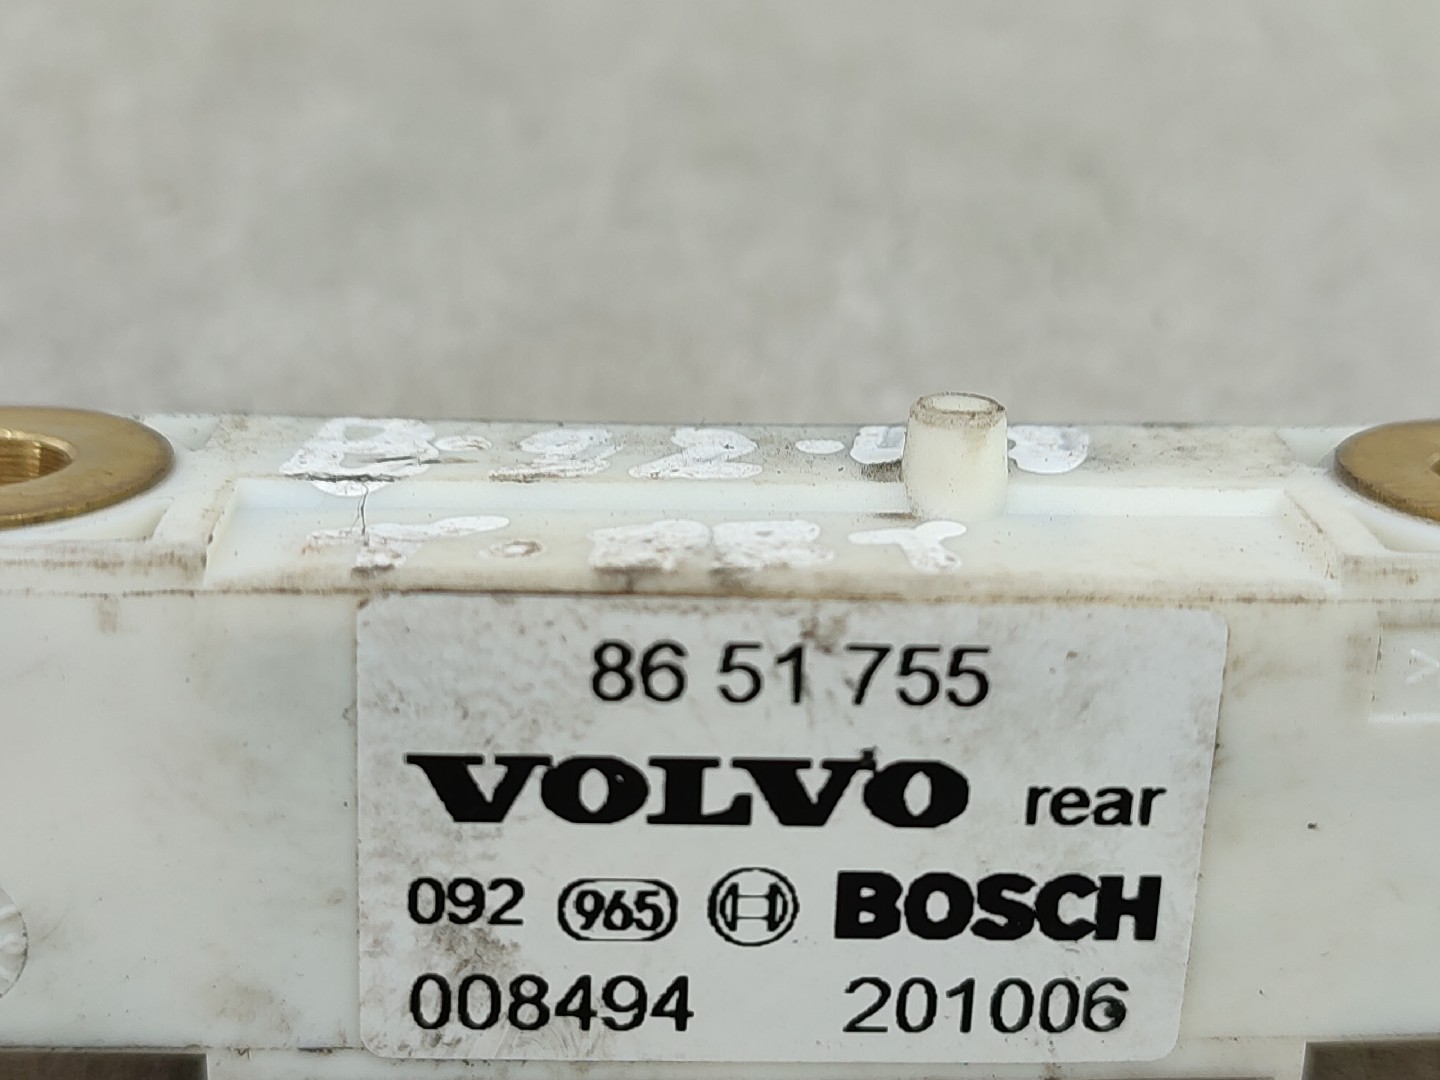 86 51 755
VOLVO rear
092 965 BOSCH
008494 201006